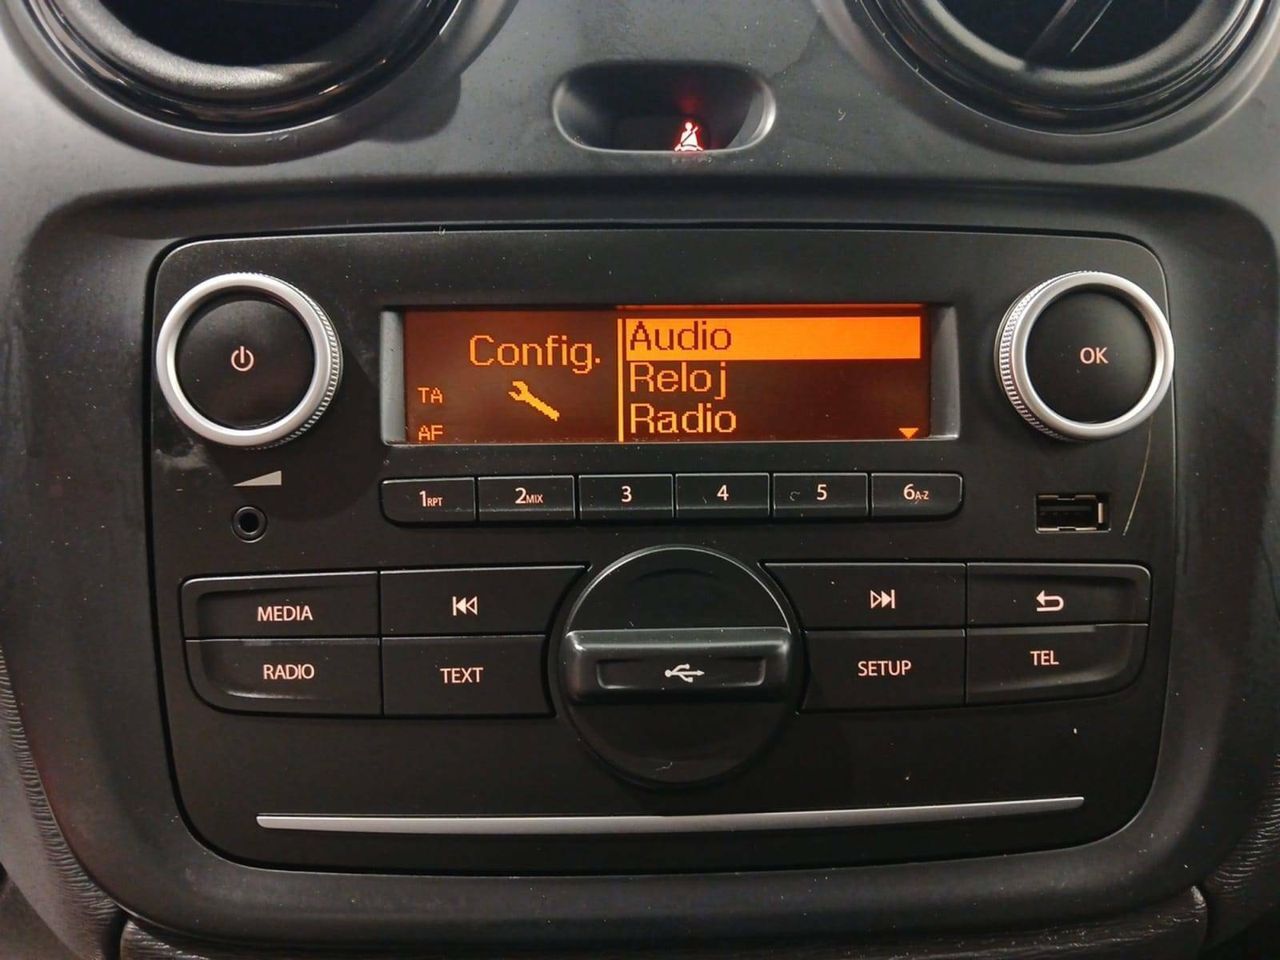 Config.
TA
AF
Audio
Reloj
Radio
OK
1RPT
2MIX
3
4
5
6A-Z
MEDIA
RADIO
TEXT
SETUP
TEL